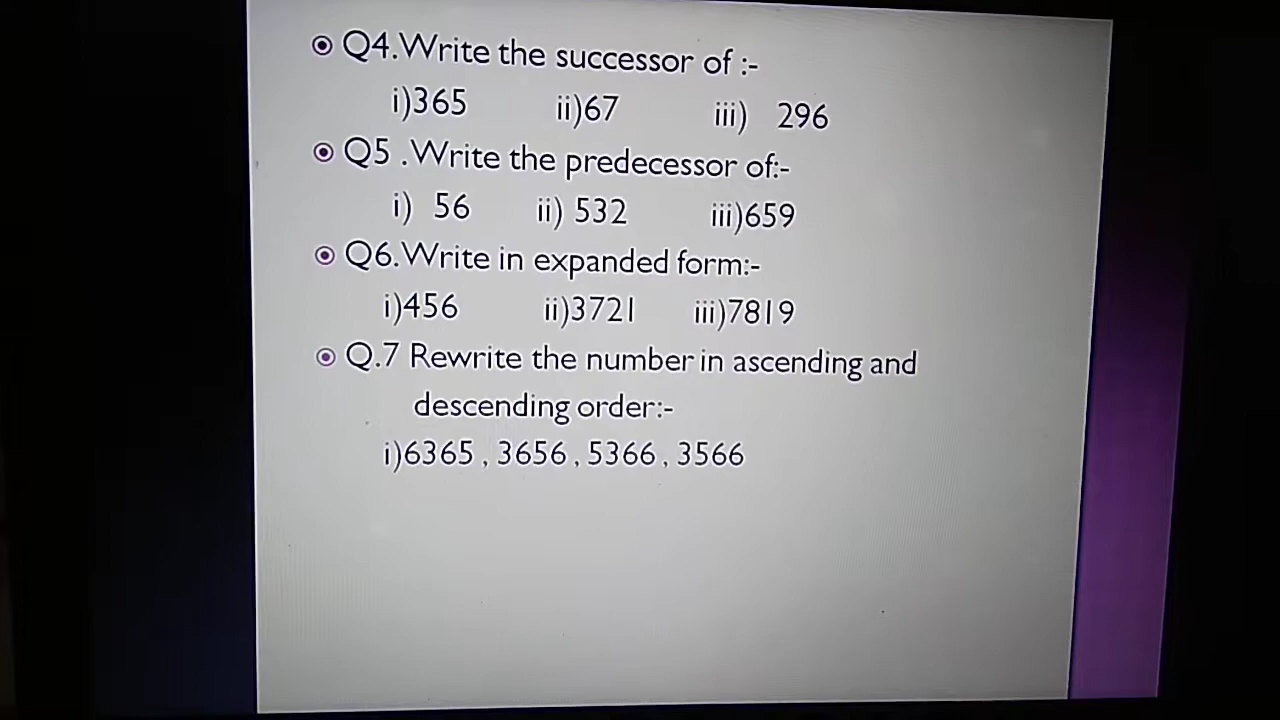 Q4.Write the successor of :-
i)365 ii)67 iii) 296
Q5 .Write the predecessor of:-
i) 56 ii) 532 iii)659
Q6.Write in expanded form:-
i)456 ii)3721 iii)7819
Q.7 Rewrite the number in ascending and
descending order:-
i)6365 , 3656 , 5366 , 3566